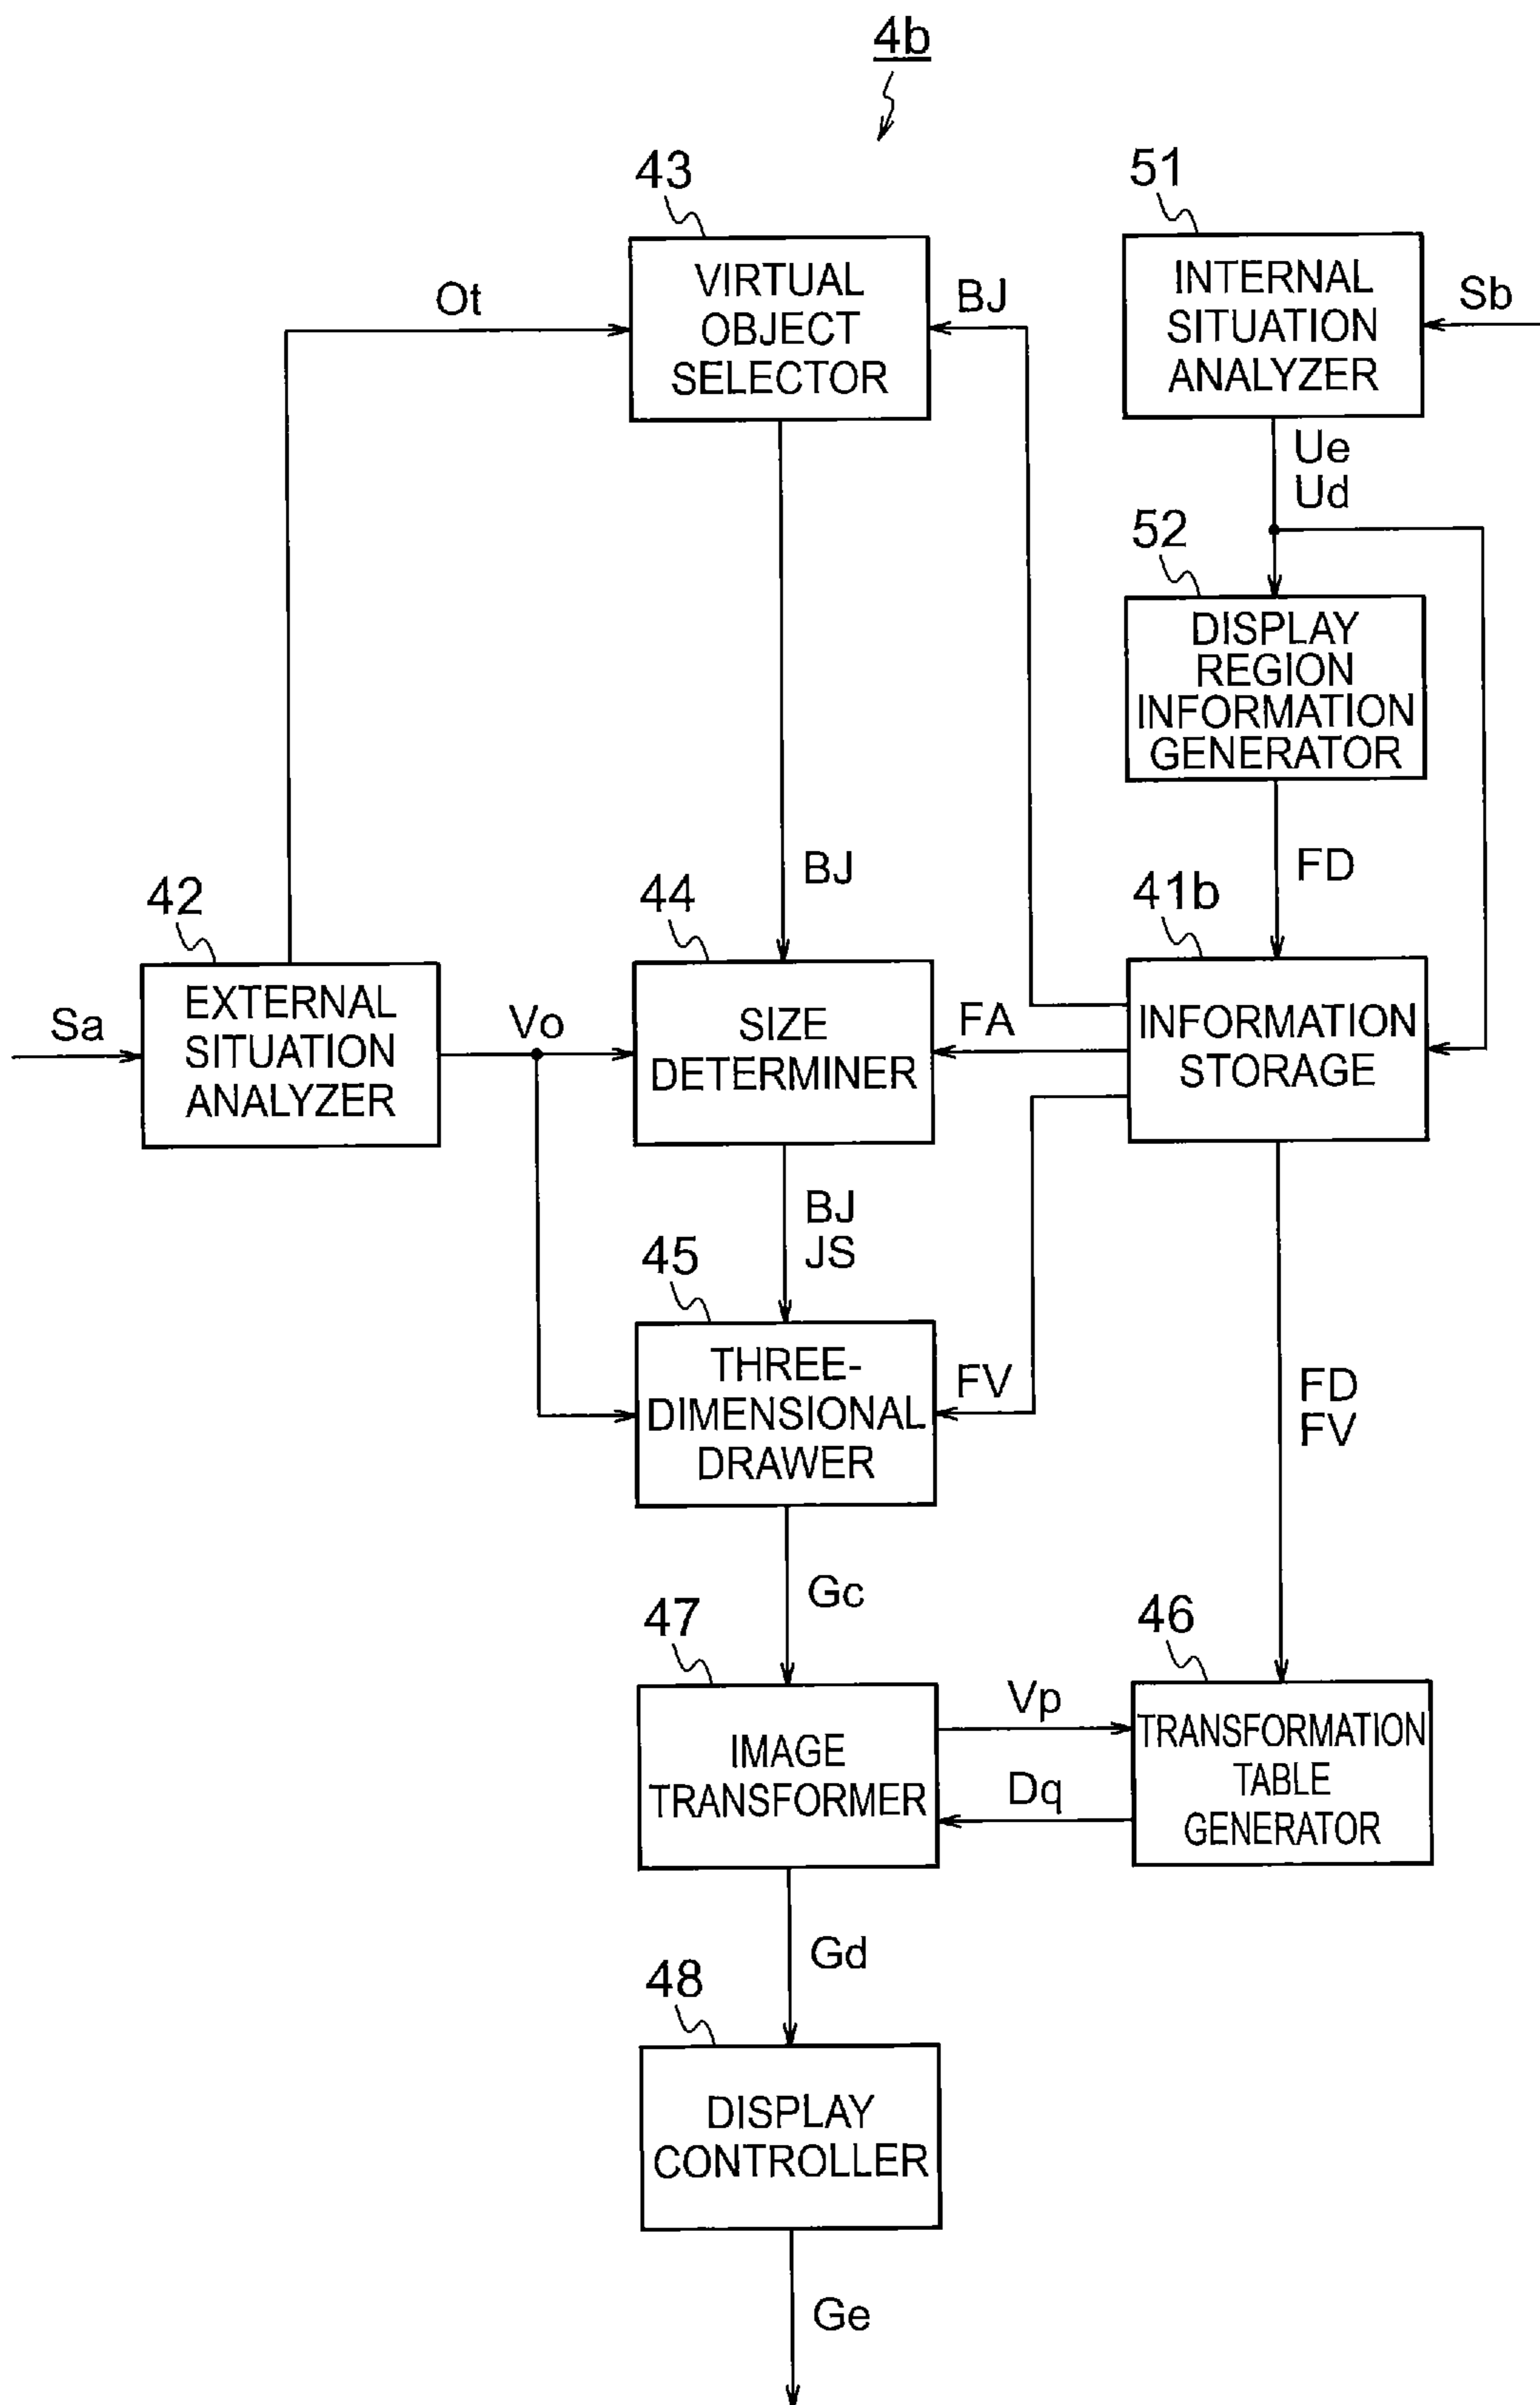 4b
43
51
VIRTUAL
OBJECT
SELECTOR
INTERNAL
SITUATION
ANALYZER
Ot
BJ
Sb
Ue
Ud
52
DISPLAY
REGION
INFORMATION
GENERATOR
BJ
FD
42
44
41b
EXTERNAL
SITUATION
ANALYZER
SIZE
DETERMINER
INFORMATION
STORAGE
Sa
Vo
FA
BJ
JS
45
THREE-
DIMENSIONAL
DRAWER
FV
FD
FV
Gc
47
46
IMAGE
TRANSFORMER
Vp
Dq
TRANSFORMATION
TABLE
GENERATOR
Gd
48
DISPLAY
CONTROLLER
Ge